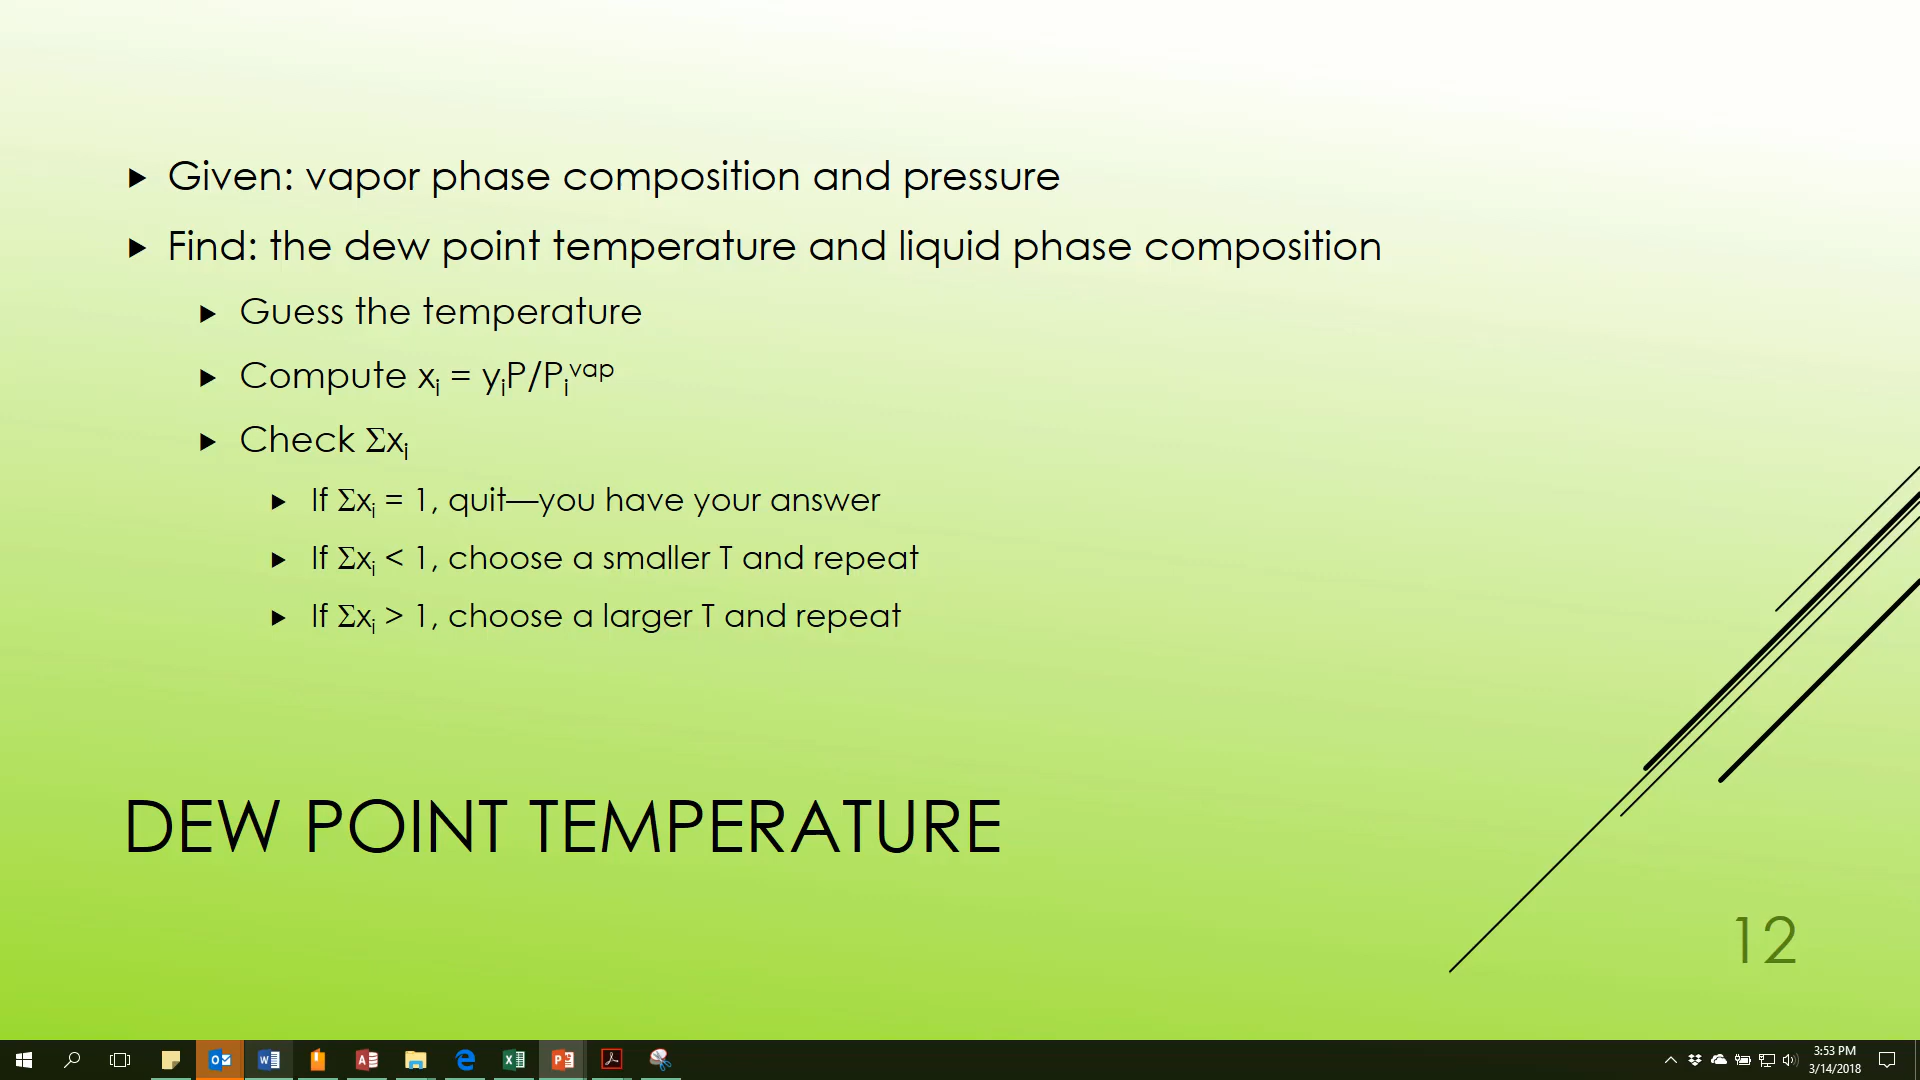 Given: vapor phase composition and pressure
Find: the dew point temperature and liquid phase composition
Guess the temperature
Compute xᵢ = yᵢP/Pᵢᵛᵃᵖ
Check Σxᵢ
If Σxᵢ = 1, quit—you have your answer
If Σxᵢ < 1, choose a smaller T and repeat
If Σxᵢ > 1, choose a larger T and repeat
DEW POINT TEMPERATURE
12
3:53 PM
3/14/2018